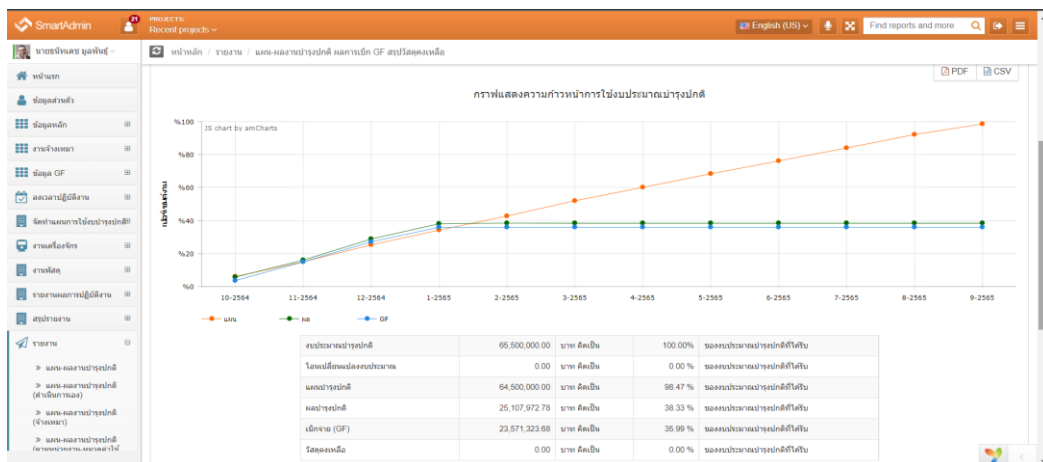 SmartAdmin
21
PROJECTS:
Recent projects
English (US)
Find reports and more
นายธนัทเดช มูลพันธุ์
หน้าหลัก / รายงาน / แผน-ผลงานบำรุงปกติ ผลการเบิก GF สรุปวัสดุคงเหลือ
หน้าแรก
ข้อมูลส่วนตัว
ข้อมูลหลัก
งานจ้างเหมา
ข้อมูล GF
ลงเวลาปฏิบัติงาน
จัดทำแผนการใช้งบบำรุงปกติ
งานเครื่องจักร
งานพัสดุ
รายงานผลการปฏิบัติงาน
สรุปรายงาน
รายงาน
» แผน-ผลงานบำรุงปกติ
» แผน-ผลงานบำรุงปกติ
(ดำเนินการเอง)
» แผน-ผลงานบำรุงปกติ
(จ้างเหมา)
» แผน-ผลงานบำรุงปกติ
(ตามหน่วยงาน-หมวดค่าใช้
PDF
CSV
กราฟแสดงความก้าวหน้าการใช้งบประมาณบำรุงปกติ
JS chart by amCharts
%100
%80
%60
%40
%20
%0
เปอร์เซ็นต์งาน
10-2564 11-2564 12-2564 1-2565 2-2565 3-2565 4-2565 5-2565 6-2565 7-2565 8-2565 9-2565
แผน ผล GF
งบประมาณบำรุงปกติ 65,500,000.00 บาท คิดเป็น 100.00% ของงบประมาณบำรุงปกติที่ได้รับ
โอนเปลี่ยนแปลงงบประมาณ 0.00 บาท คิดเป็น 0.00 % ของงบประมาณบำรุงปกติที่ได้รับ
แผนบำรุงปกติ 64,500,000.00 บาท คิดเป็น 98.47 % ของงบประมาณบำรุงปกติที่ได้รับ
ผลบำรุงปกติ 25,107,972.78 บาท คิดเป็น 38.33 % ของงบประมาณบำรุงปกติที่ได้รับ
เบิกจ่าย (GF) 23,571,323.68 บาท คิดเป็น 35.99 % ของงบประมาณบำรุงปกติที่ได้รับ
วัสดุคงเหลือ 0.00 บาท คิดเป็น 0.00 % ของงบประมาณบำรุงปกติที่ได้รับ